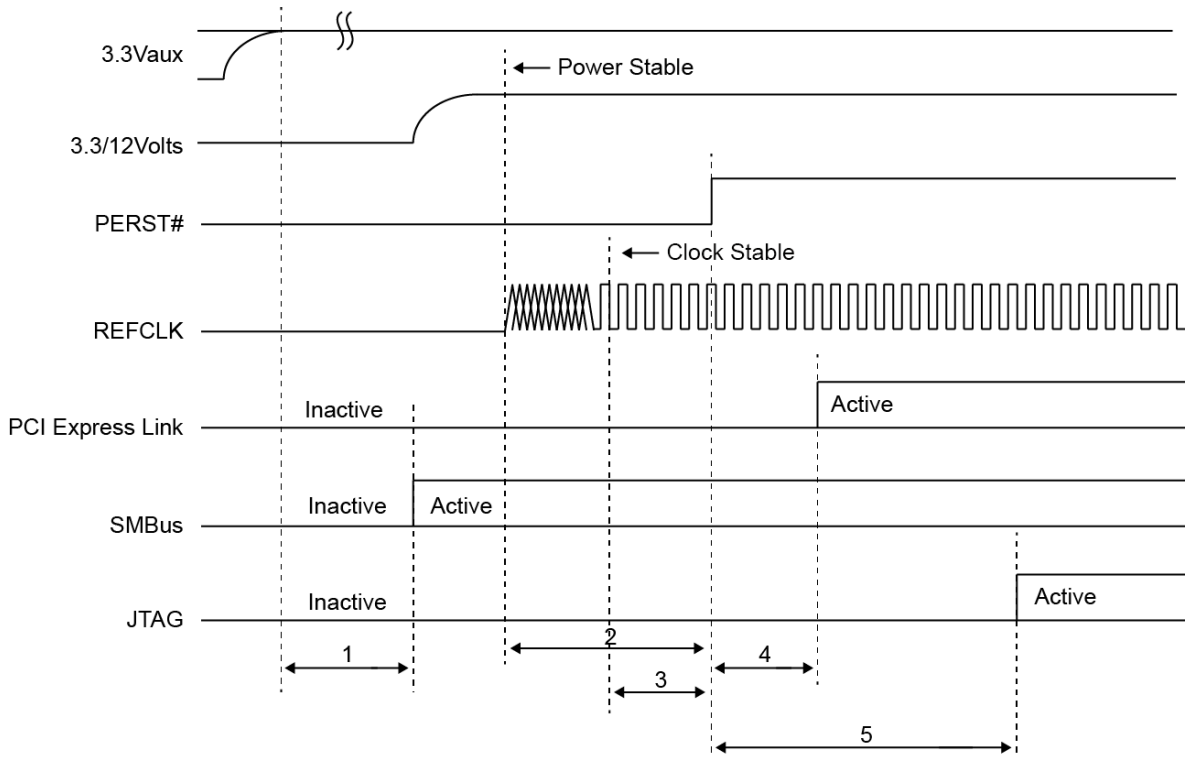 3.3Vaux
Power Stable
3.3/12Volts
PERST#
Clock Stable
REFCLK
Inactive
Active
PCI Express Link
Inactive Active
SMBus
Inactive
Active
JTAG
1
2
3
4
5